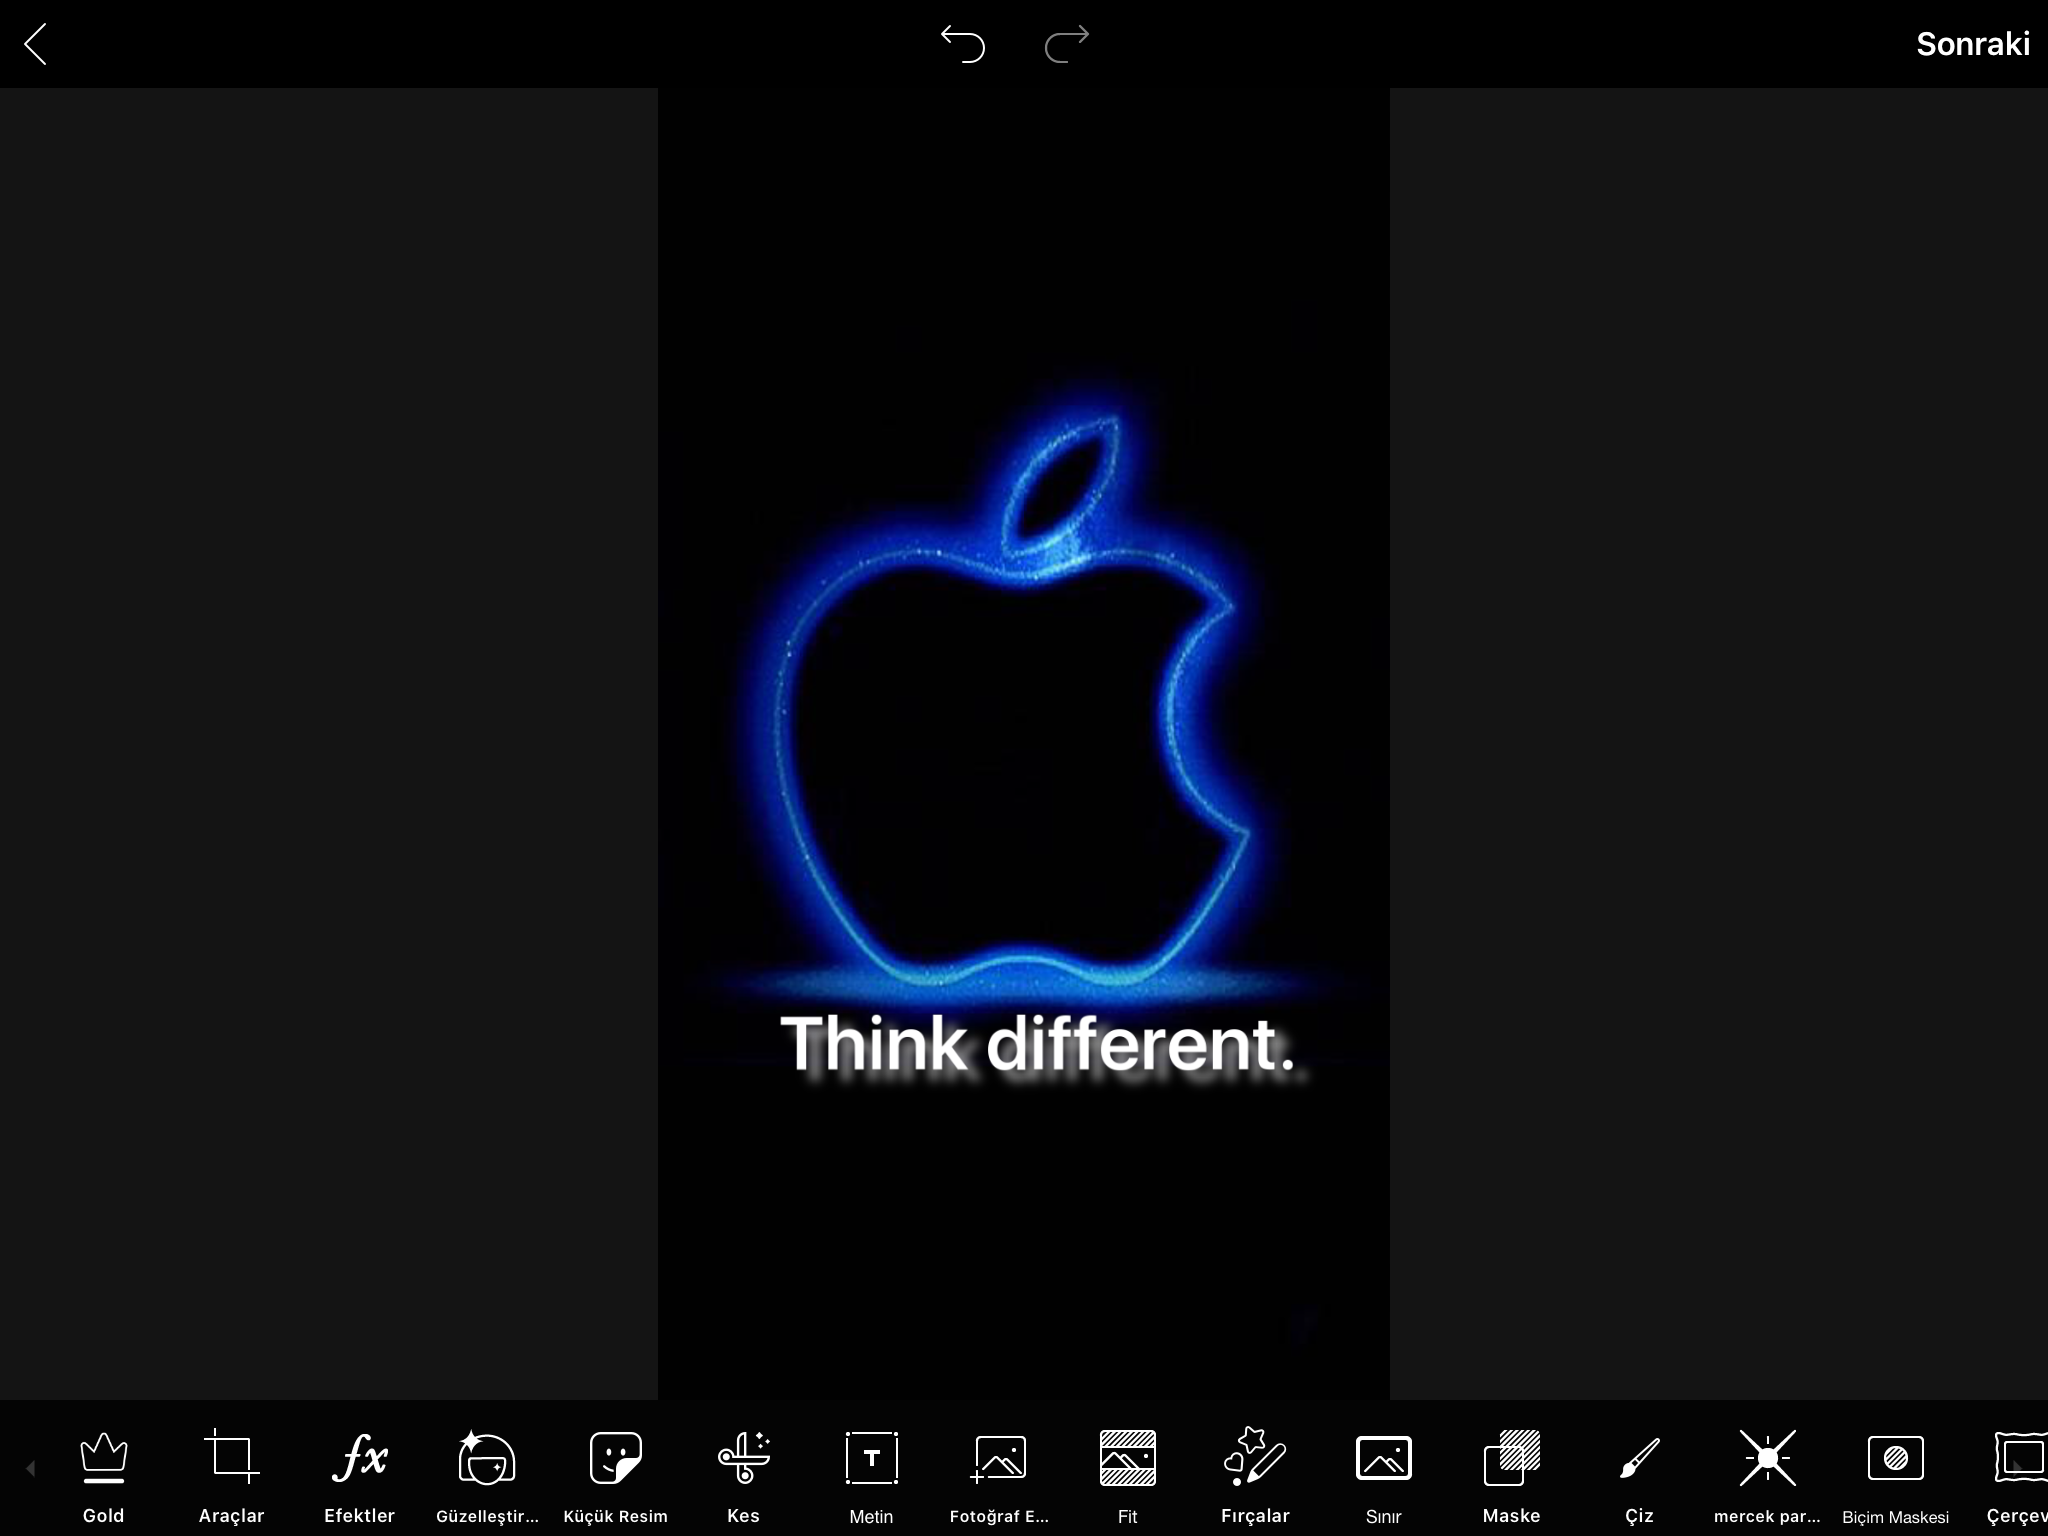 Sonraki
Think different.
Gold
Araçlar
Efektler
Güzelleştir...
Küçük Resim
Kes
Metin
Fotoğraf E...
Fit
Fırçalar
Sınır
Maske
Çiz
mercek par...
Biçim Maskesi
Çerçev